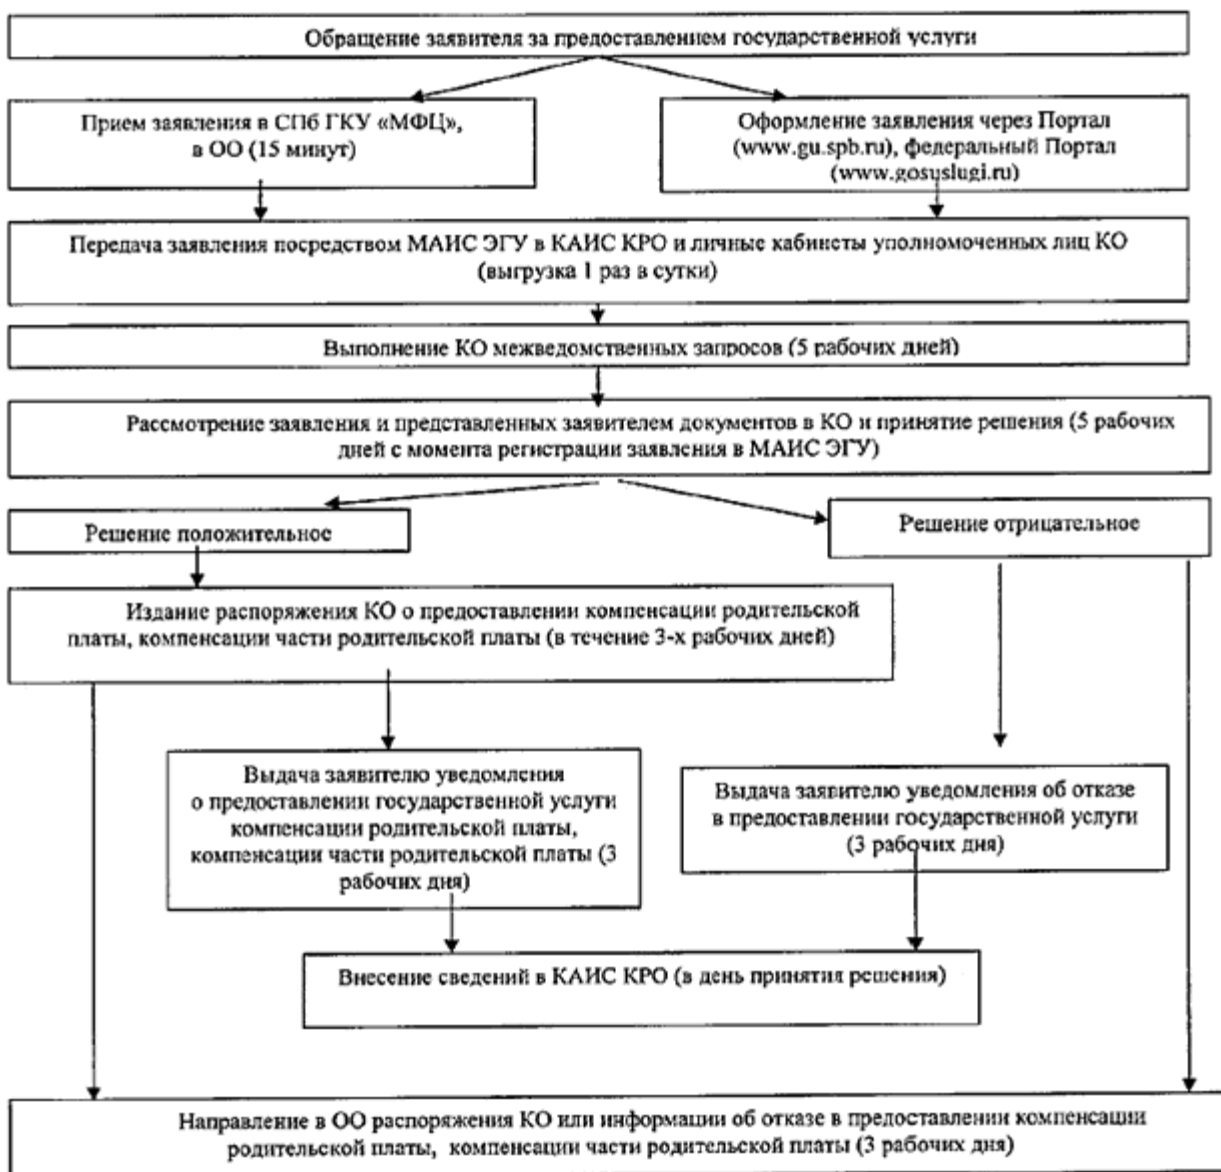 Обращение заявителя за предоставлением государственной услуги
Прием заявления в СПб ГКУ «МФЦ»,
в ОО (15 минут)
Оформление заявления через Портал
(www.gu.spb.ru), федеральный Портал
(www.gosuslugi.ru)
Передача заявления посредством МАИС ЭГУ в КАИС КРО и личные кабинеты уполномоченных лиц КО
(выгрузка 1 раз в сутки)
Выполнение КО межведомственных запросов (5 рабочих дней)
Рассмотрение заявления и представленных заявителем документов в КО и принятие решения (5 рабочих
дней с момента регистрации заявления в МАИС ЭГУ)
Решение положительное
Решение отрицательное
Издание распоряжения КО о предоставлении компенсации родительской
платы, компенсации части родительской платы (в течение 3-х рабочих дней)
Выдача заявителю уведомления
о предоставлении государственной услуги
компенсации родительской платы,
компенсации части родительской платы (3
рабочих дня)
Выдача заявителю уведомления об отказе
в предоставлении государственной услуги
(3 рабочих дня)
Внесение сведений в КАИС КРО (в день принятия решения)
Направление в ОО распоряжения КО или информации об отказе в предоставлении компенсации
родительской платы, компенсации части родительской платы (3 рабочих дня)